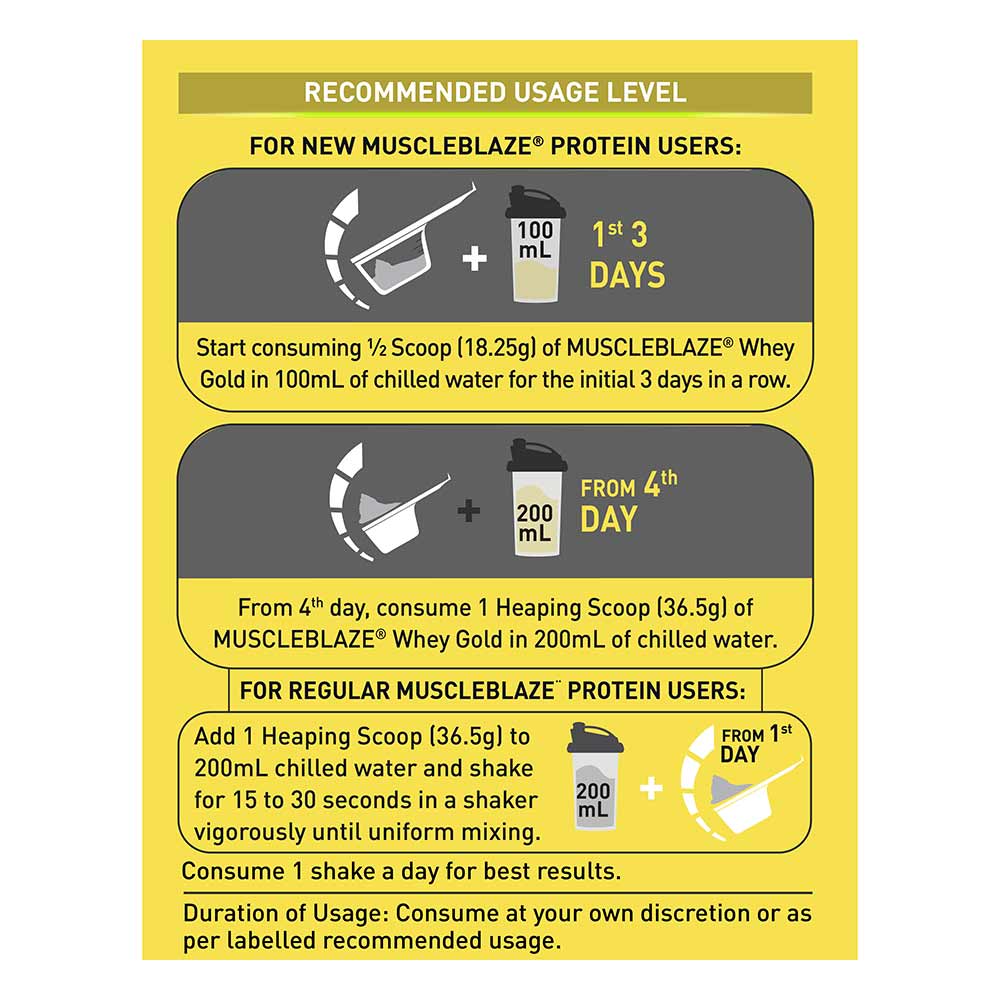 RECOMMENDED USAGE LEVEL
FOR NEW MUSCLEBLAZE® PROTEIN USERS:
100
mL
+
1st 3
DAYS
Start consuming ½ Scoop (18.25g) of MUSCLEBLAZE® Whey
Gold in 100mL of chilled water for the initial 3 days in a row.
200
mL
+
FROM 4th
DAY
From 4th day, consume 1 Heaping Scoop (36.5g) of
MUSCLEBLAZE® Whey Gold in 200mL of chilled water.
FOR REGULAR MUSCLEBLAZE¨ PROTEIN USERS:
Add 1 Heaping Scoop (36.5g) to
200mL chilled water and shake
for 15 to 30 seconds in a shaker
vigorously until uniform mixing.
200
mL
+
FROM 1st
DAY
Consume 1 shake a day for best results.
Duration of Usage: Consume at your own discretion or as
per labelled recommended usage.